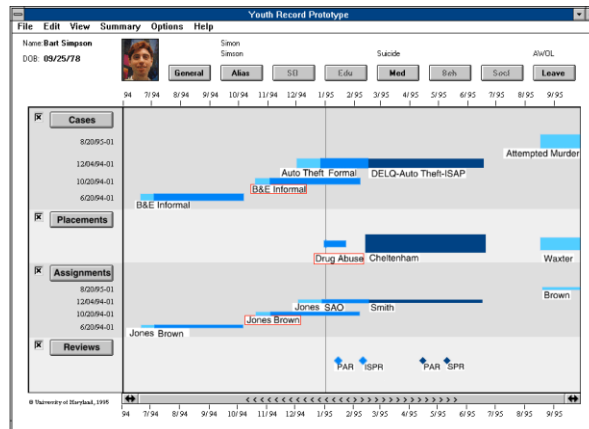 Youth Record Prototype
File Edit View Summary Options Help
Name: Bart Simpson
DOB: 09/25/78
Simon
Simson
Suicide
AWOL
General Alias SO Edu Med Beh Socl Leave
94 7/94 8/94 9/94 10/94 11/94 12/94 1/95 2/95 3/95 4/95 5/95 6/95 7/95 8/95 9/95
Cases
8/20/95-01
Attempted Murder
12/04/94-01
Auto Theft Formal DELQ-Auto Theft-ISAP
10/20/94-01
B&E Informal
6/20/94-01
B&E Informal
Placements
Drug Abuse Cheltenham Waxter
Assignments
8/20/95-01
Brown
12/04/94-01
Jones SAO Smith
10/20/94-01
Jones Brown
6/20/94-01
Jones Brown
Reviews
PAR ISPR PAR SPR
© University of Maryland, 1995
94 7/94 8/94 9/94 10/94 11/94 12/94 1/95 2/95 3/95 4/95 5/95 6/95 7/95 8/95 9/95